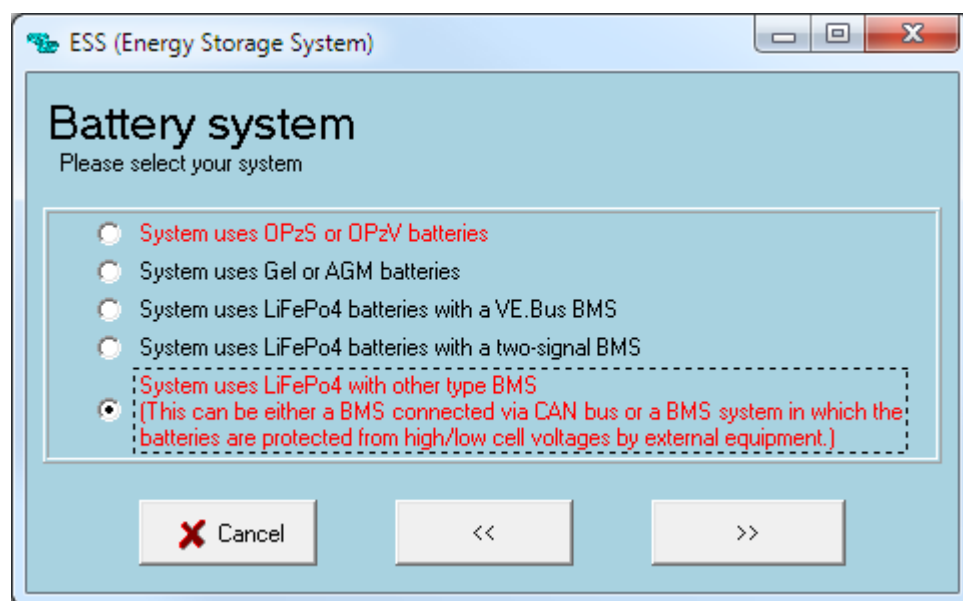 ESS (Energy Storage System)
Battery system
Please select your system
System uses OPzS or OPzV batteries
System uses Gel or AGM batteries
System uses LiFePo4 batteries with a VE.Bus BMS
System uses LiFePo4 batteries with a two-signal BMS
System uses LiFePo4 with other type BMS
(This can be either a BMS connected via CAN bus or a BMS system in which the
batteries are protected from high/low cell voltages by external equipment.)
Cancel
<<
>>